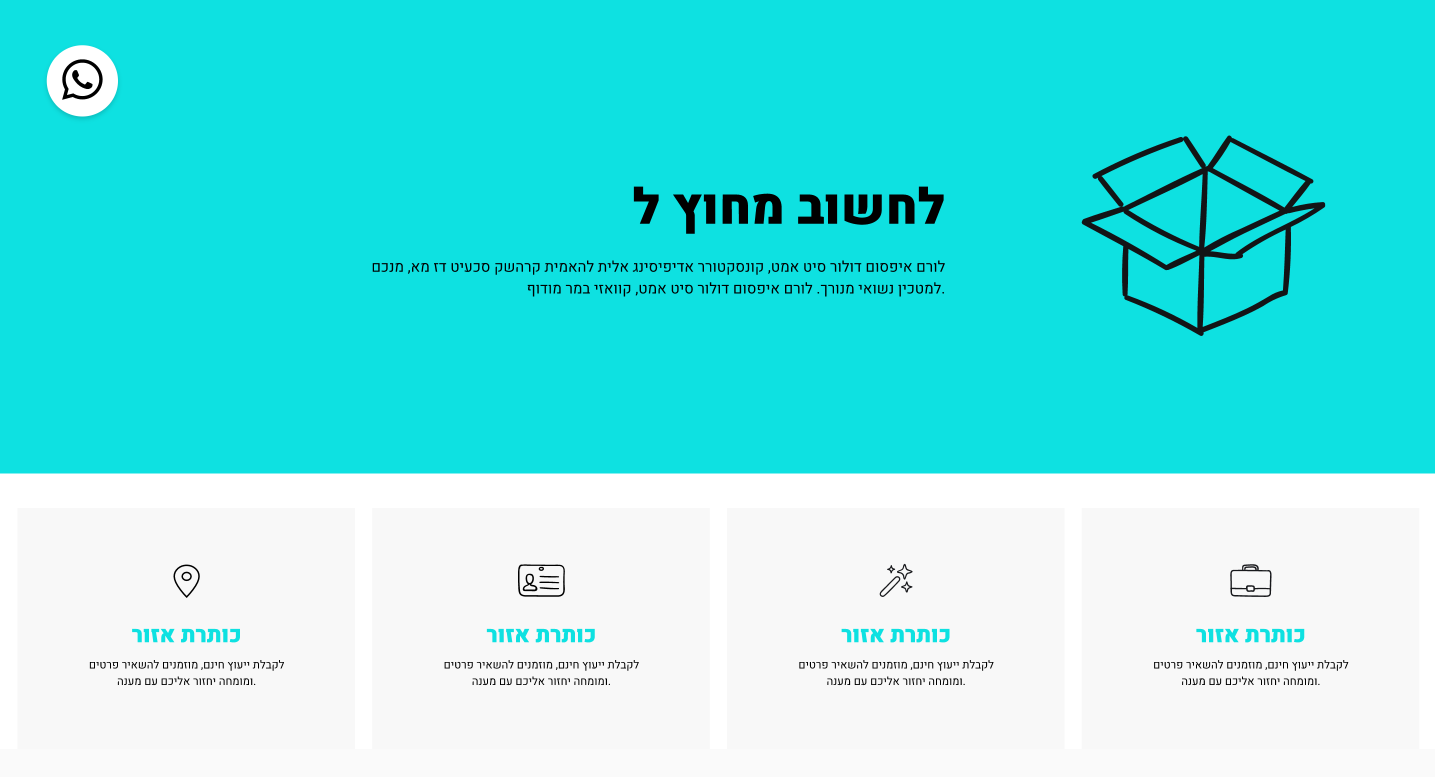 לחשוב מחוץ ל
לורם איפסום דולור סיט אמט, קונסקטורר אדיפיסינג אלית להאמית קרהשק סכעיט דז מא, מנכם
למטכין נשואי מנורך. לורם איפסום דולור סיט אמט, קוואזי במר מודוף.
כותרת אזור
לקבלת ייעוץ חינם, מוזמנים להשאיר פרטים
ומומחה יחזור אליכם עם מענה.
כותרת אזור
לקבלת ייעוץ חינם, מוזמנים להשאיר פרטים
ומומחה יחזור אליכם עם מענה.
כותרת אזור
לקבלת ייעוץ חינם, מוזמנים להשאיר פרטים
ומומחה יחזור אליכם עם מענה.
כותרת אזור
לקבלת ייעוץ חינם, מוזמנים להשאיר פרטים
ומומחה יחזור אליכם עם מענה.